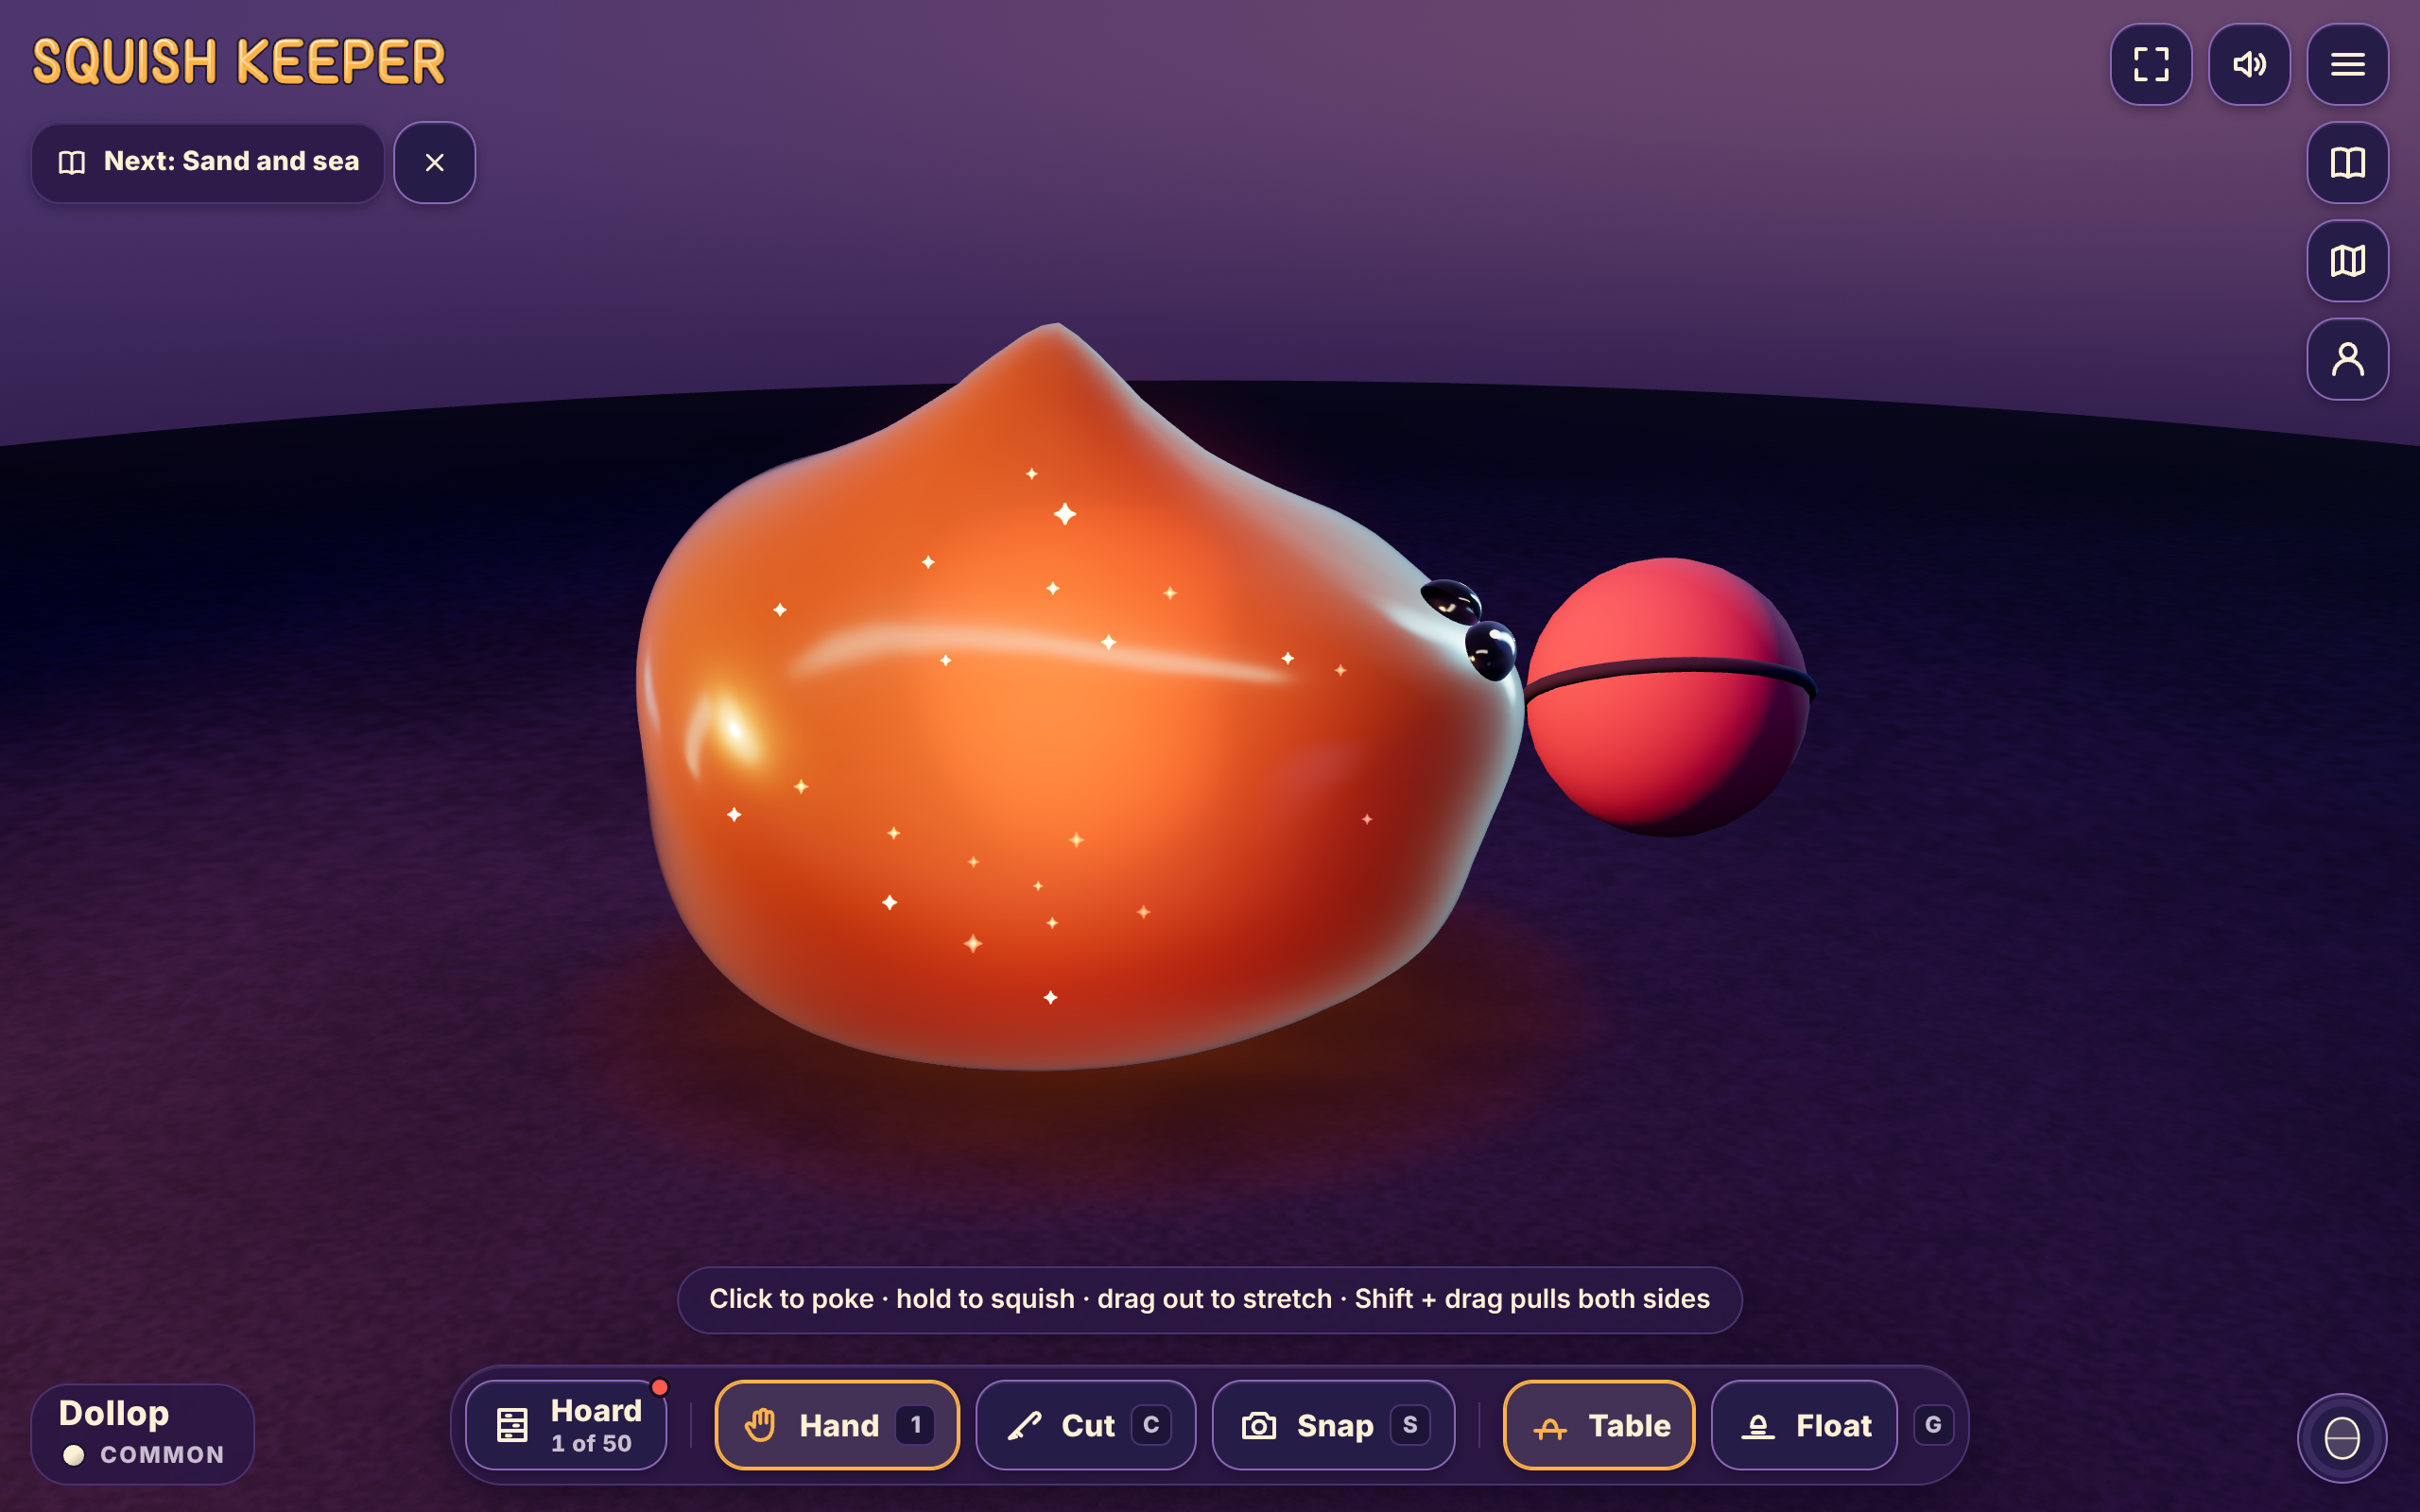 SQUISH KEEPER
Next: Sand and sea
Click to poke · hold to squish · drag out to stretch · Shift + drag pulls both sides
Dollop
COMMON
Hoard
1 of 50
Hand 1
Cut C
Snap S
Table
Float G